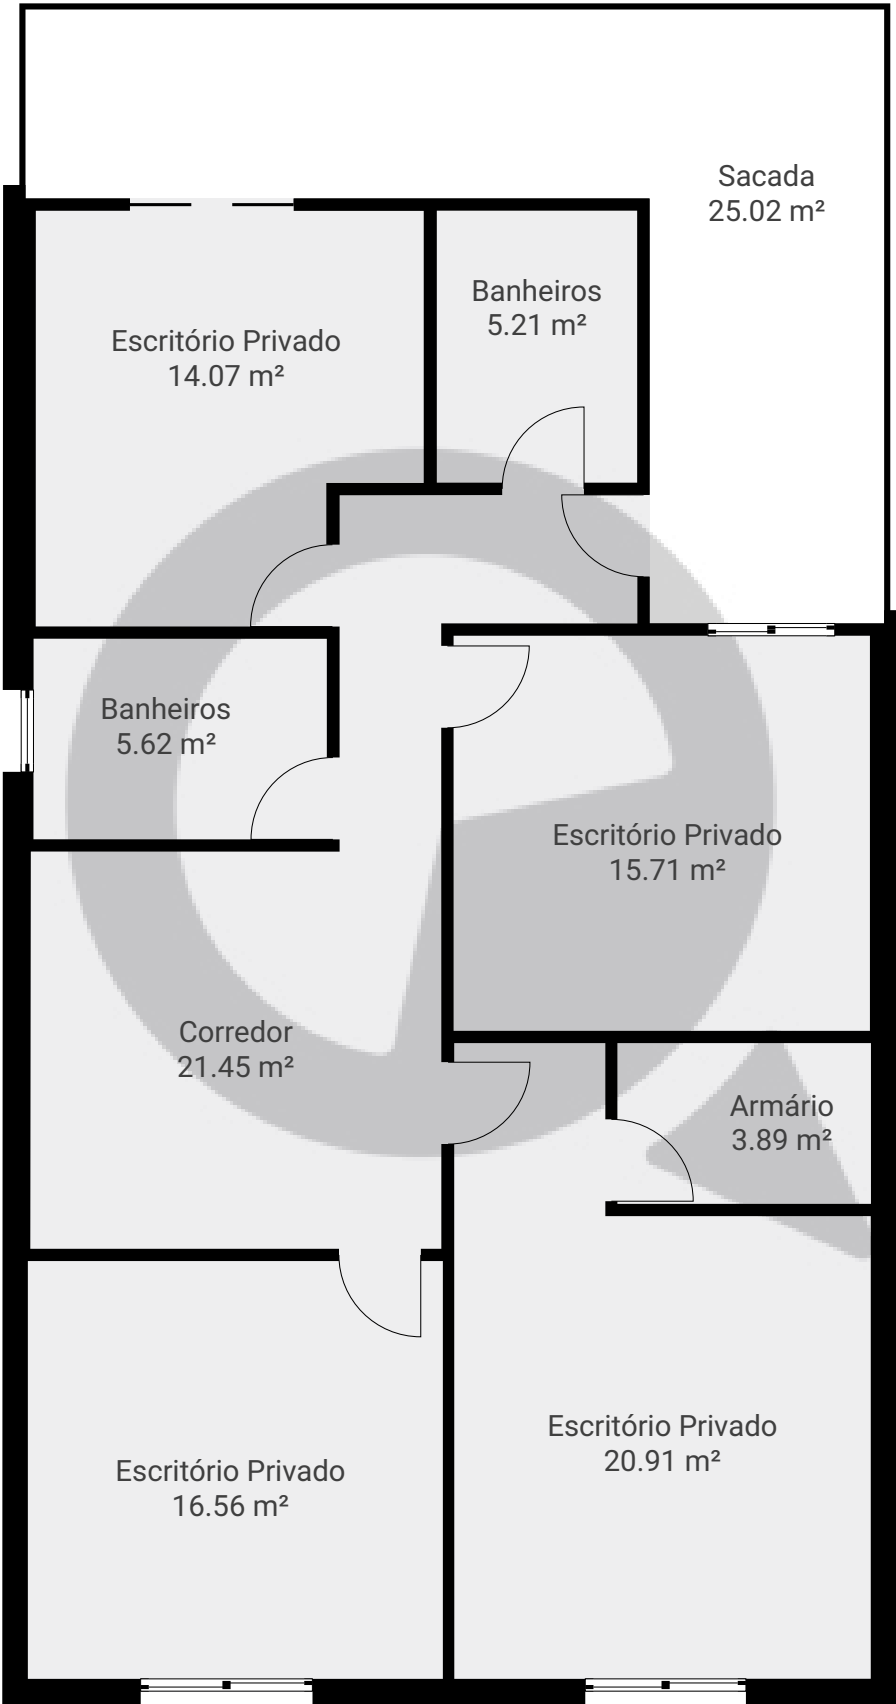 Sacada
25.02 m²
Banheiros
5.21 m²
Escritório Privado
14.07 m²
Banheiros
5.62 m²
Escritório Privado
15.71 m²
Corredor
21.45 m²
Armário
3.89 m²
Escritório Privado
20.91 m²
Escritório Privado
16.56 m²